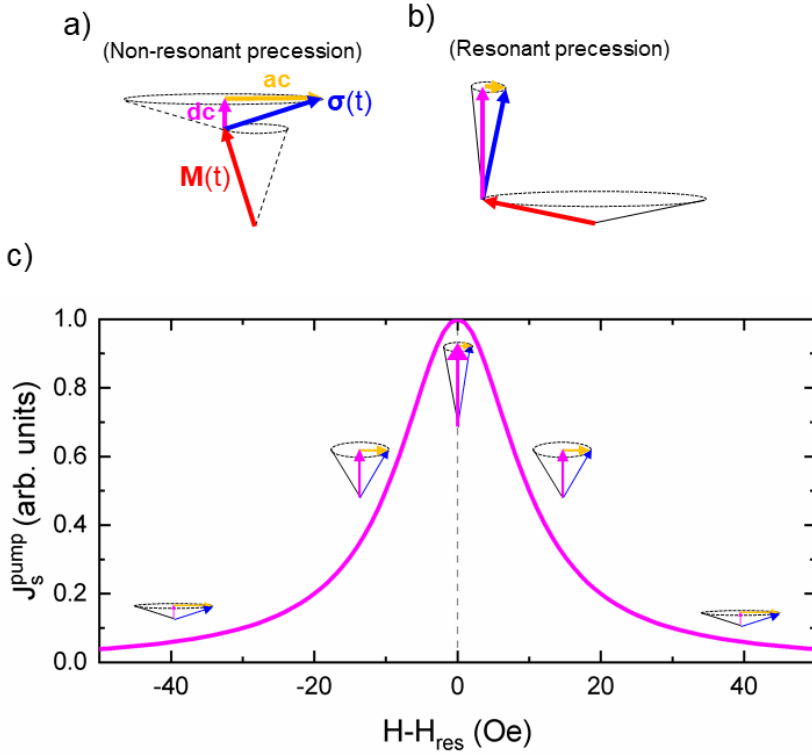 a)
(Non-resonant precession)
ac
dc
σ(t)
M(t)
b)
(Resonant precession)
c)
J_s^pump (arb. units)
1.0
0.8
0.6
0.4
0.2
0.0
-40
-20
0
20
40
H-H_res (Oe)